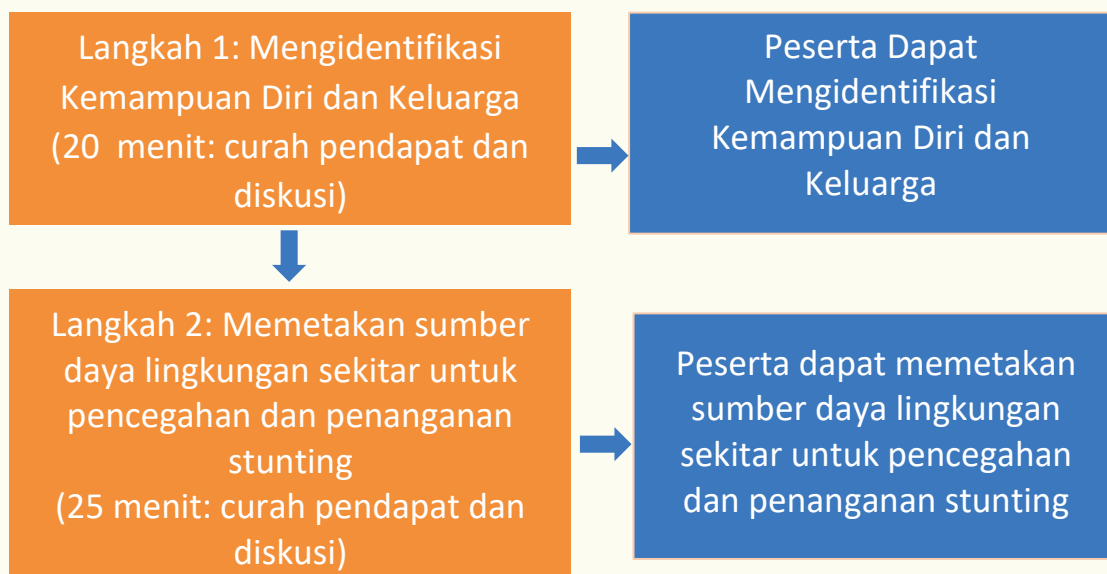 Langkah 1: Mengidentifikasi
Kemampuan Diri dan Keluarga
(20 menit: curah pendapat dan
diskusi)
Peserta Dapat
Mengidentifikasi
Kemampuan Diri dan
Keluarga
Langkah 2: Memetakan sumber
daya lingkungan sekitar untuk
pencegahan dan penanganan
stunting
(25 menit: curah pendapat dan
diskusi)
Peserta dapat memetakan
sumber daya lingkungan
sekitar untuk pencegahan
dan penanganan stunting